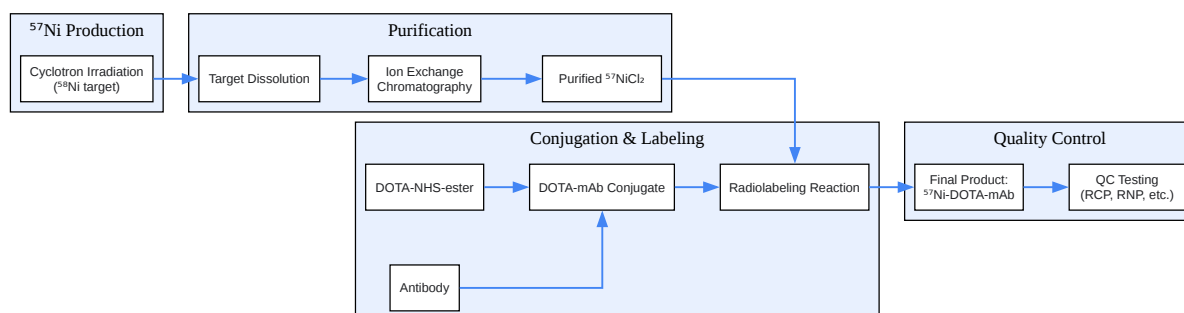 ⁵⁷Ni Production
Cyclotron Irradiation
(⁵⁸Ni target)
Purification
Target Dissolution
Ion Exchange
Chromatography
Purified ⁵⁷NiCl₂
Conjugation & Labeling
DOTA-NHS-ester
DOTA-mAb Conjugate
Radiolabeling Reaction
Antibody
Quality Control
Final Product:
⁵⁷Ni-DOTA-mAb
QC Testing
(RCP, RNP, etc.)